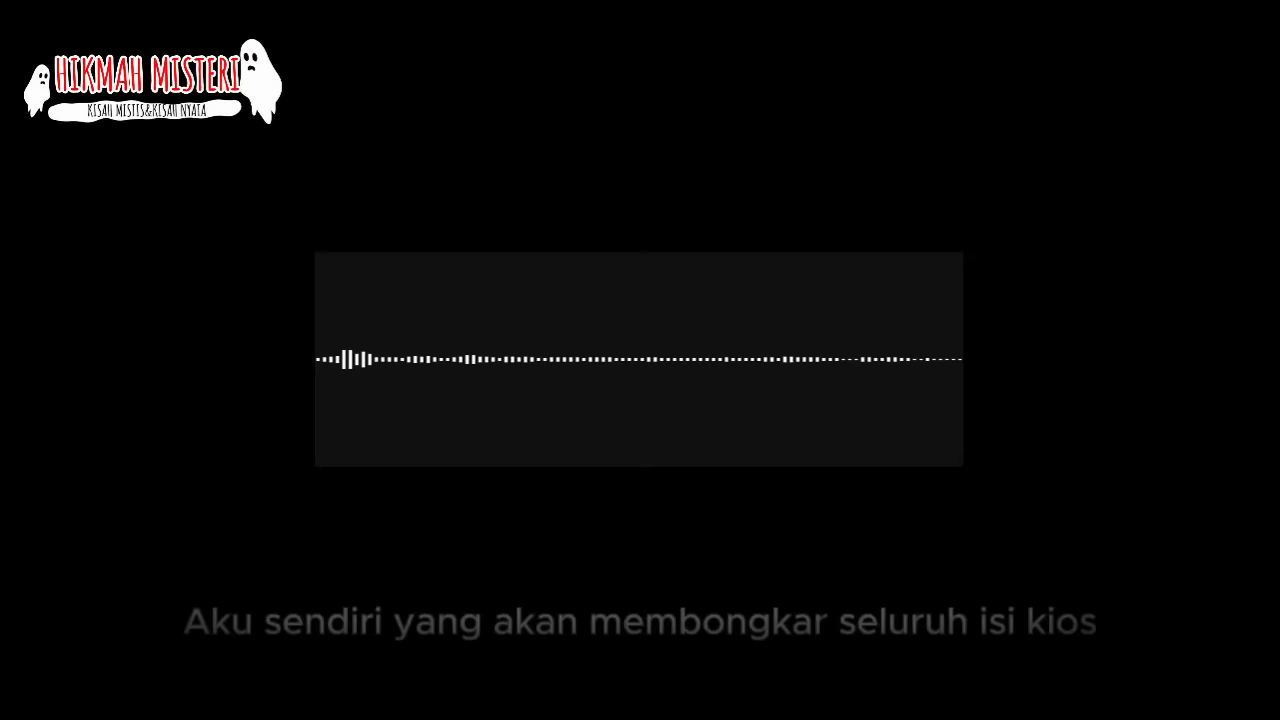 HIKMAH MISTERI
KISAH MISTIS&KISAH NYATA
Aku sendiri yang akan membongkar seluruh isi kios